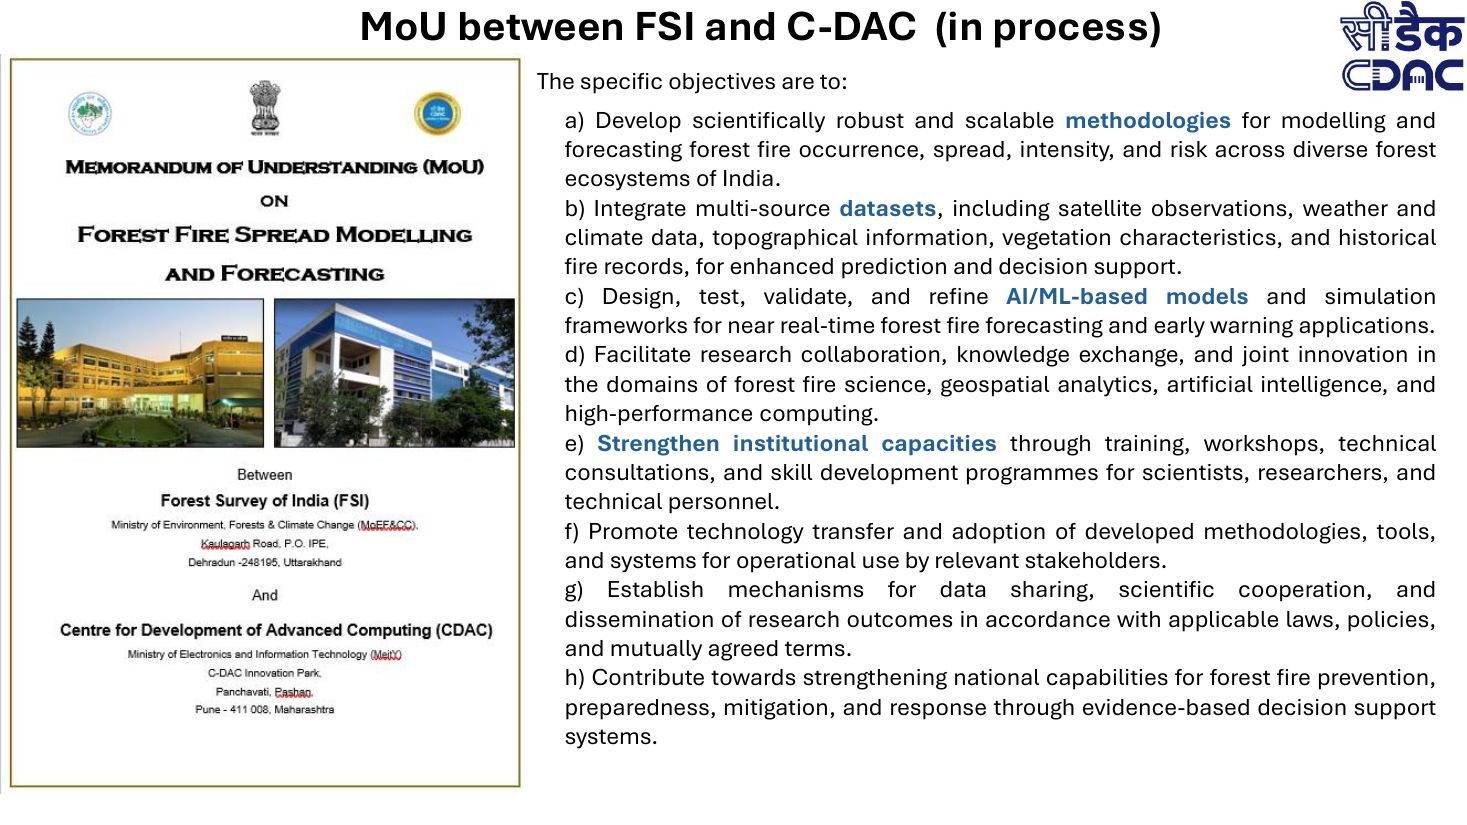 MoU between FSI and C-DAC (in process)
सी डैक
CDAC
MEMORANDUM OF UNDERSTANDING (MOU)
ON
FOREST FIRE SPREAD MODELLING
AND FORECASTING
Between
Forest Survey of India (FSI)
Ministry of Environment, Forests & Climate Change (MoEF&CC),
Kaulagarh Road, P.O. IPE,
Dehradun -248195, Uttarakhand
And
Centre for Development of Advanced Computing (CDAC)
Ministry of Electronics and Information Technology (MeitY)
C-DAC Innovation Park,
Panchavati, Pashan,
Pune - 411 008, Maharashtra
The specific objectives are to:
a) Develop scientifically robust and scalable methodologies for modelling and
forecasting forest fire occurrence, spread, intensity, and risk across diverse forest
ecosystems of India.
b) Integrate multi-source datasets, including satellite observations, weather and
climate data, topographical information, vegetation characteristics, and historical
fire records, for enhanced prediction and decision support.
c) Design, test, validate, and refine AI/ML-based models and simulation
frameworks for near real-time forest fire forecasting and early warning applications.
d) Facilitate research collaboration, knowledge exchange, and joint innovation in
the domains of forest fire science, geospatial analytics, artificial intelligence, and
high-performance computing.
e) Strengthen institutional capacities through training, workshops, technical
consultations, and skill development programmes for scientists, researchers, and
technical personnel.
f) Promote technology transfer and adoption of developed methodologies, tools,
and systems for operational use by relevant stakeholders.
g) Establish mechanisms for data sharing, scientific cooperation, and
dissemination of research outcomes in accordance with applicable laws, policies,
and mutually agreed terms.
h) Contribute towards strengthening national capabilities for forest fire prevention,
preparedness, mitigation, and response through evidence-based decision support
systems.